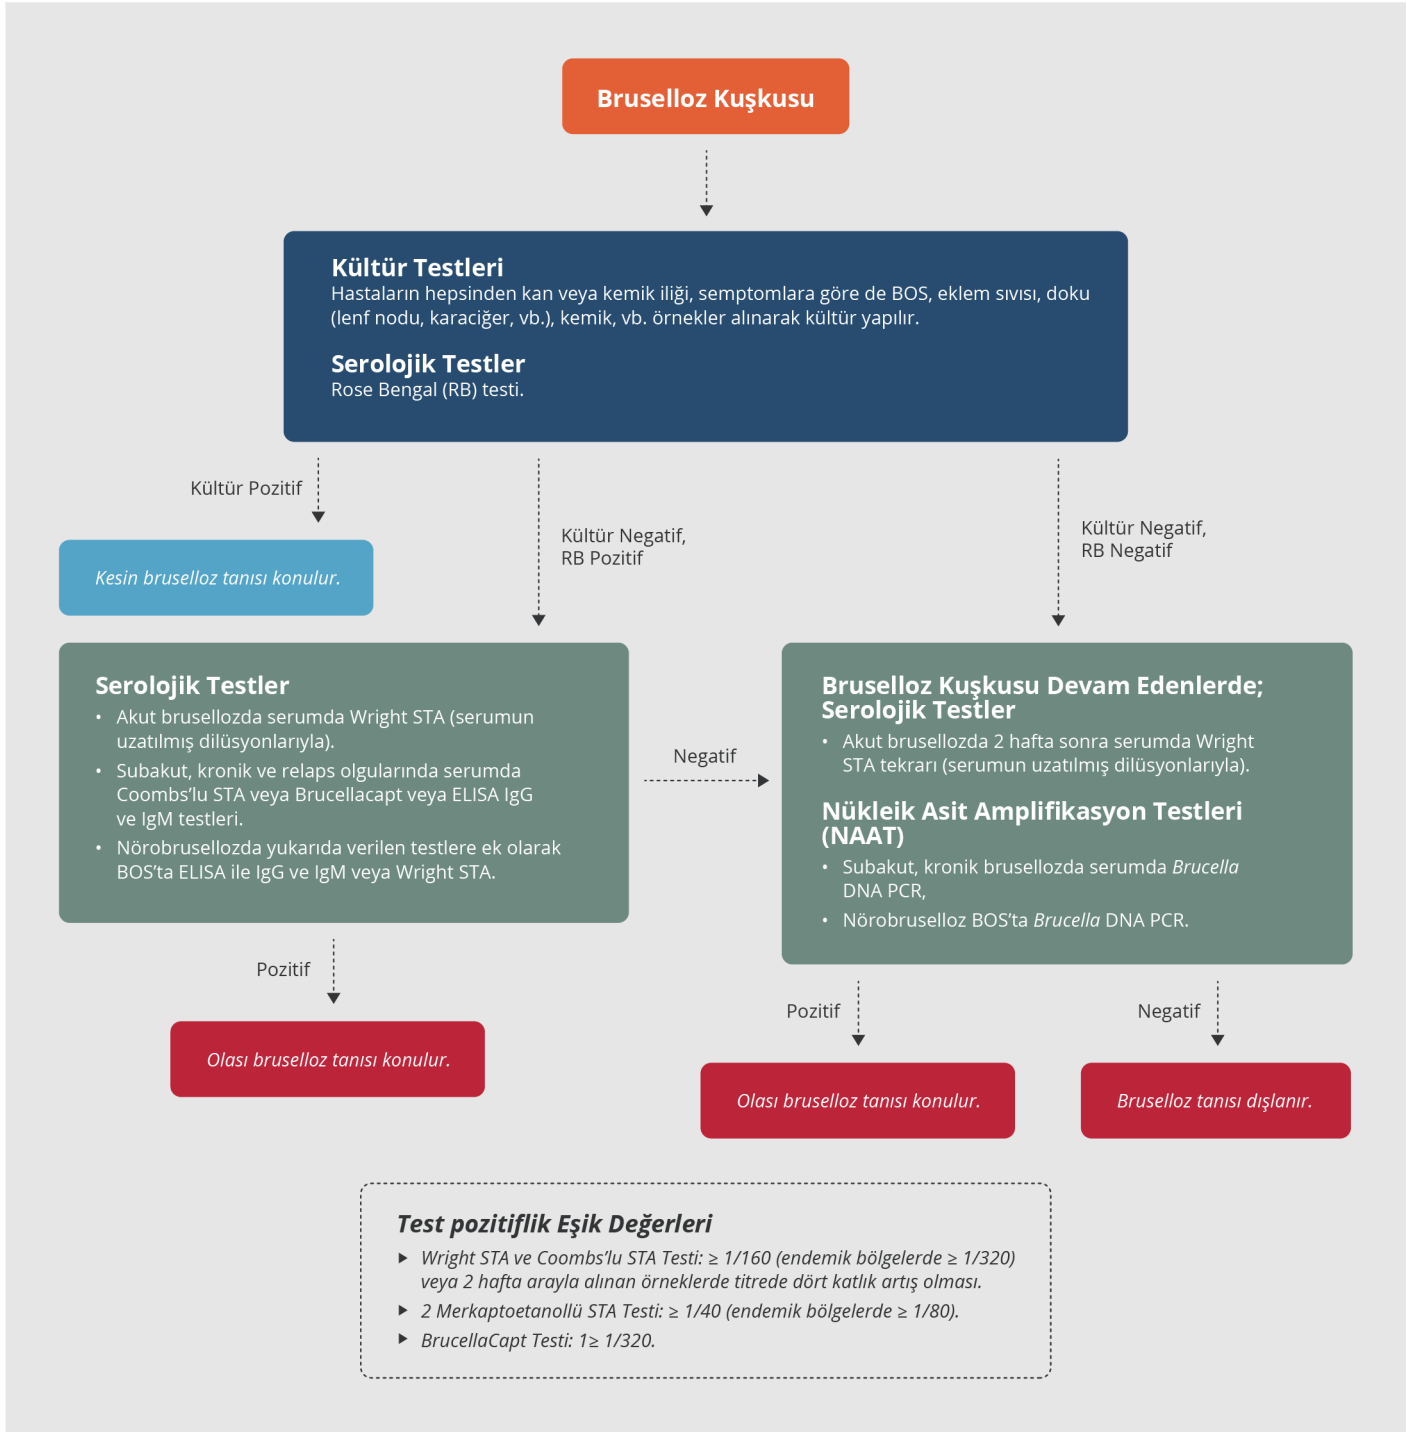 Bruselloz Kuşkusu
Kültür Testleri
Hastaların hepsinden kan veya kemik iliği, semptomlara göre de BOS, eklem sıvısı, doku
(lenf nodu, karaciğer, vb.), kemik, vb. örnekler alınarak kültür yapılır.
Serolojik Testler
Rose Bengal (RB) testi.
Kültür Pozitif
Kültür Negatif,
RB Pozitif
Kültür Negatif,
RB Negatif
Kesin bruselloz tanısı konulur.
Serolojik Testler
• Akut brusellozda serumda Wright STA (serumun
uzatılmış dilüsyonlarıyla).
• Subakut, kronik ve relaps olgularında serumda
Coombs’lu STA veya Brucellacapt veya ELISA IgG
ve IgM testleri.
• Nörobrusellozda yukarıda verilen testlere ek olarak
BOS’ta ELISA ile IgG ve IgM veya Wright STA.
Negatif
Bruselloz Kuşkusu Devam Edenlerde;
Serolojik Testler
• Akut brusellozda 2 hafta sonra serumda Wright
STA tekrarı (serumun uzatılmış dilüsyonlarıyla).
Nükleik Asit Amplifikasyon Testleri
(NAAT)
• Subakut, kronik brusellozda serumda Brucella
DNA PCR,
• Nörobruselloz BOS’ta Brucella DNA PCR.
Pozitif
Olası bruselloz tanısı konulur.
Pozitif
Negatif
Olası bruselloz tanısı konulur.
Bruselloz tanısı dışlanır.
Test pozitiflik Eşik Değerleri
Wright STA ve Coombs’lu STA Testi: ≥ 1/160 (endemik bölgelerde ≥ 1/320)
veya 2 hafta arayla alınan örneklerde titrede dört katlık artış olması.
2 Merkaptoetanollü STA Testi: ≥ 1/40 (endemik bölgelerde ≥ 1/80).
BrucellaCapt Testi: 1≥ 1/320.